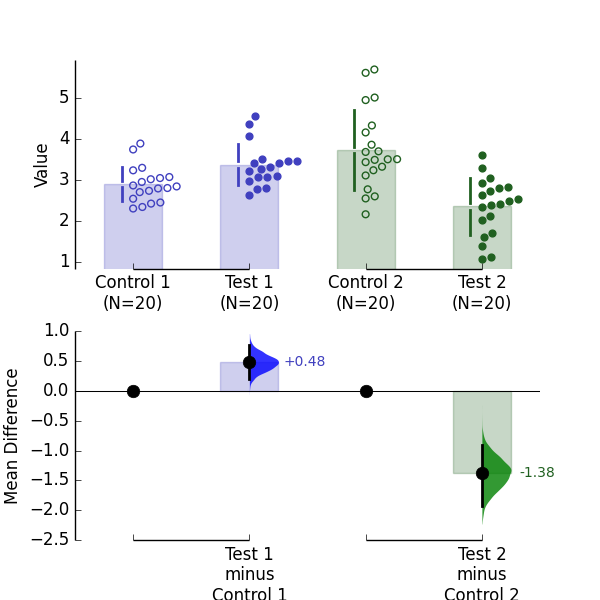 Value
5
4
3
2
1
Control 1 Test 1 Control 2 Test 2
(N=20) (N=20) (N=20) (N=20)
Mean Difference
1.0
0.5
0.0
−0.5
−1.0
−1.5
−2.0
−2.5
+0.48
-1.38
Test 1 Test 2
minus minus
Control 1 Control 2